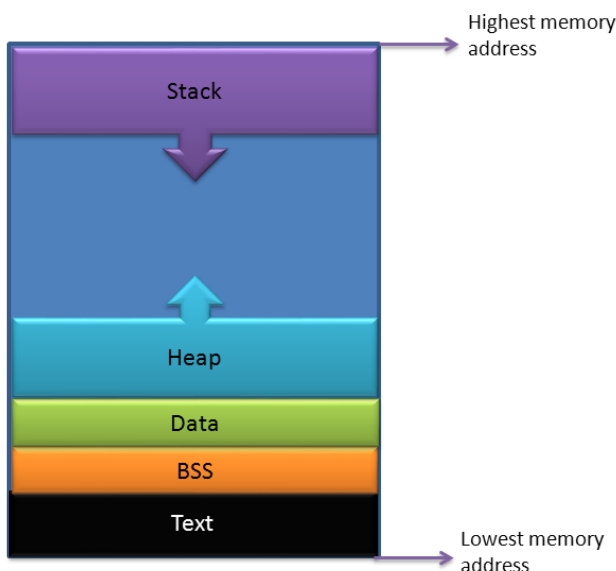 Highest memory
address
Stack
Heap
Data
BSS
Text
Lowest memory
address